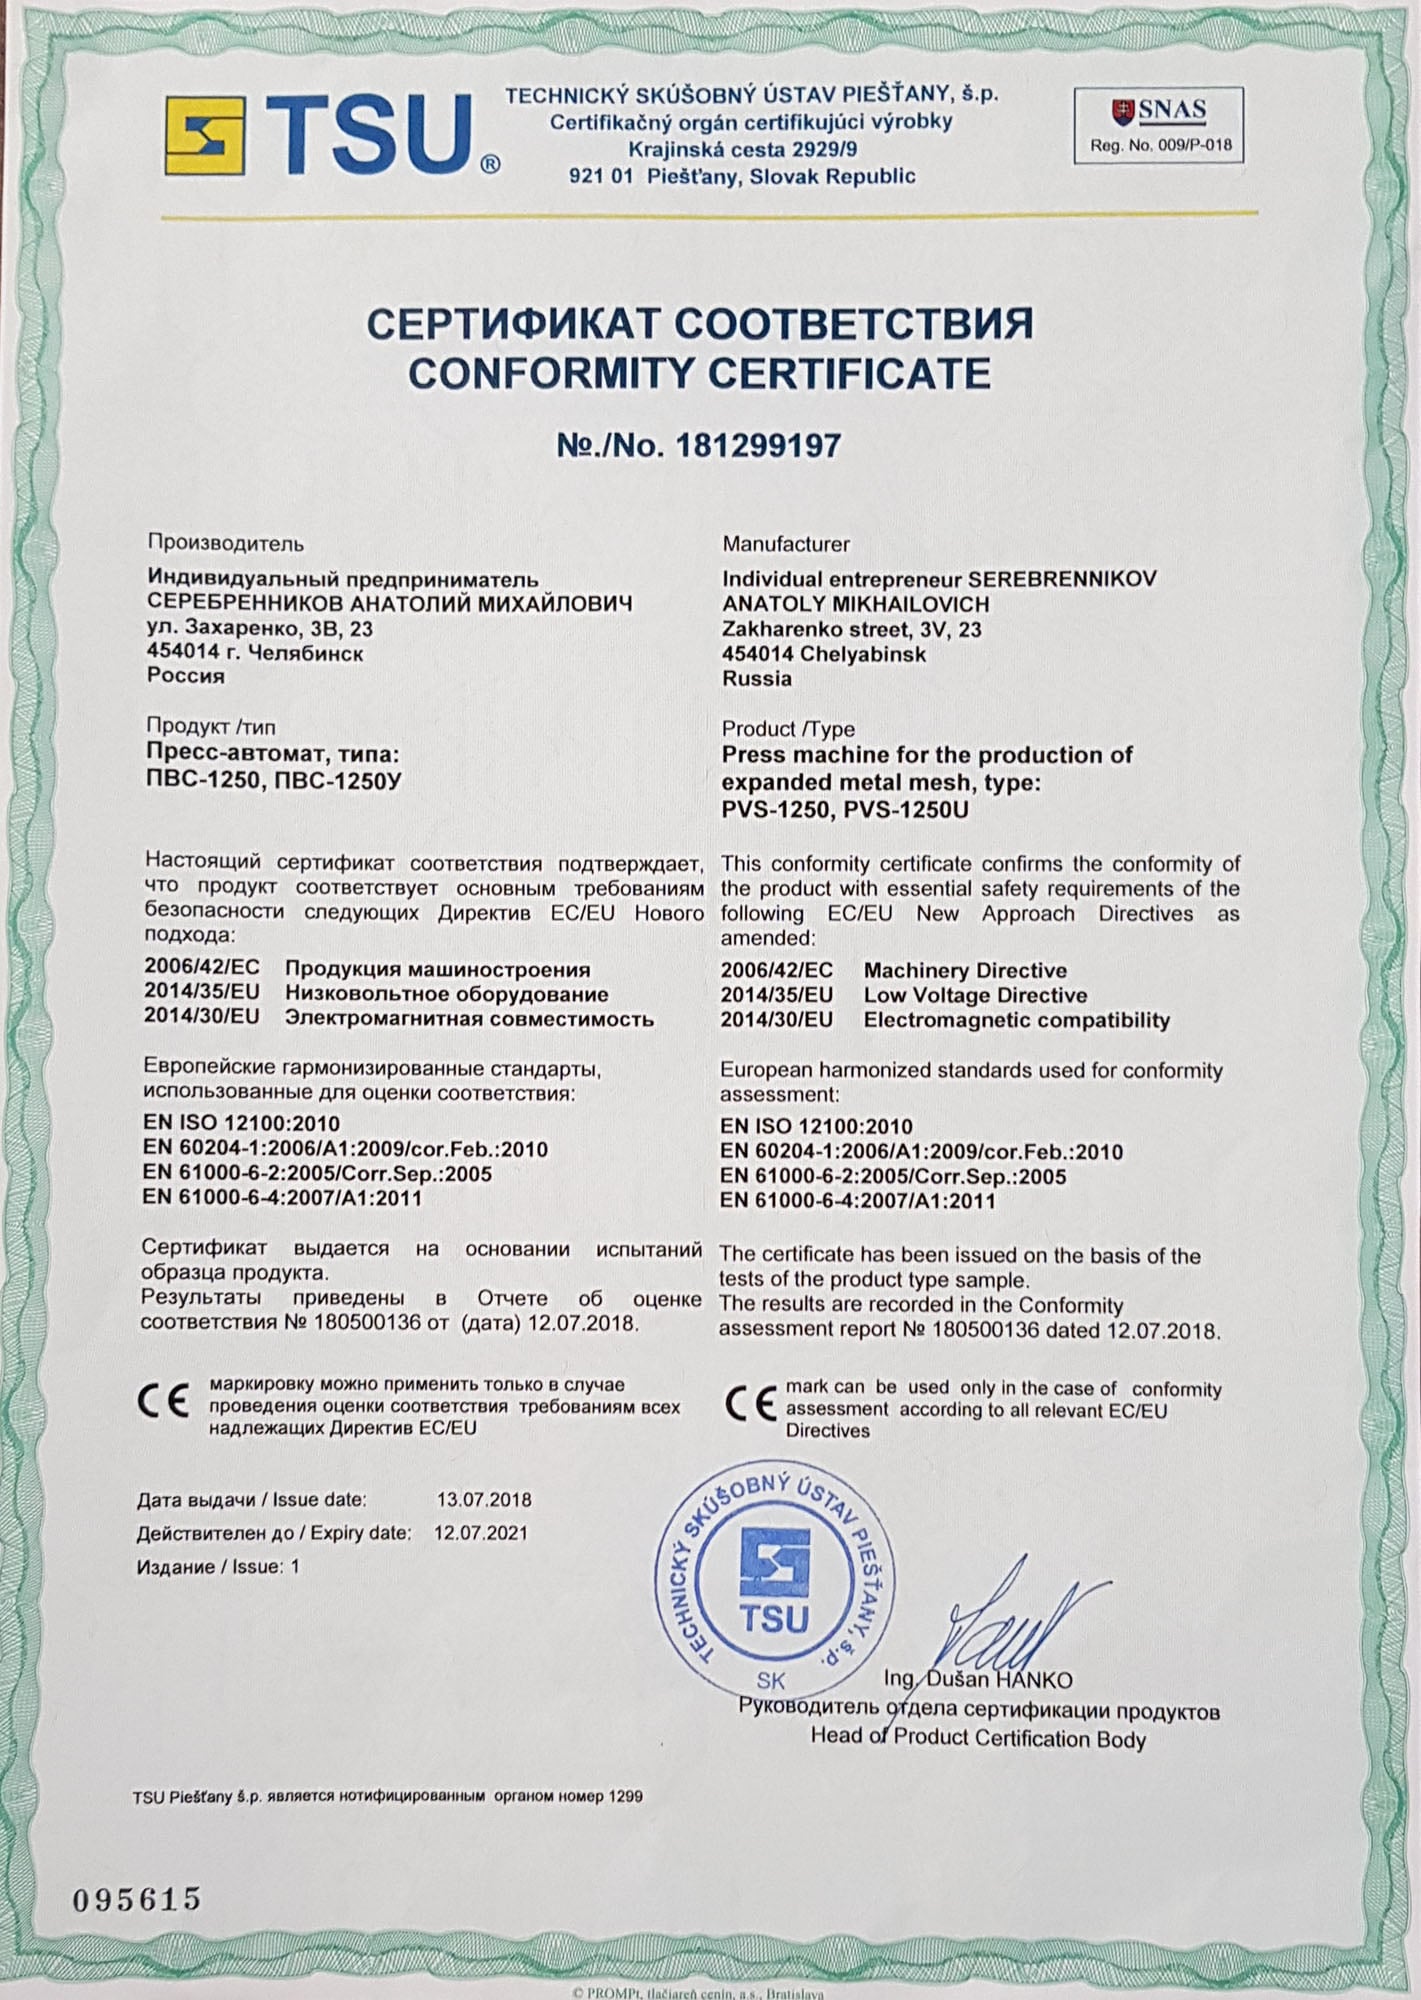 TSU®
TECHNICKÝ SKÚŠOBNÝ ÚSTAV PIEŠŤANY, š.p.
Certifikačný orgán certifikujúci výrobky
Krajinská cesta 2929/9
921 01 Piešťany, Slovak Republic
SNAS
Reg. No. 009/P-018
СЕРТИФИКАТ СООТВЕТСТВИЯ
CONFORMITY CERTIFICATE
№./No. 181299197
Производитель
Индивидуальный предприниматель
СЕРЕБРЕННИКОВ АНАТОЛИЙ МИХАЙЛОВИЧ
ул. Захаренко, 3В, 23
454014 г. Челябинск
Россия
Manufacturer
Individual entrepreneur SEREBRENNIKOV
ANATOLY MIKHAILOVICH
Zakharenko street, 3V, 23
454014 Chelyabinsk
Russia
Продукт /тип
Пресс-автомат, типа:
ПВС-1250, ПВС-1250У
Product /Type
Press machine for the production of
expanded metal mesh, type:
PVS-1250, PVS-1250U
Настоящий сертификат соответствия подтверждает,
что продукт соответствует основным требованиям
безопасности следующих Директив EC/EU Нового
подхода:
2006/42/EC Продукция машиностроения
2014/35/EU Низковольтное оборудование
2014/30/EU Электромагнитная совместимость
This conformity certificate confirms the conformity of
the product with essential safety requirements of the
following EC/EU New Approach Directives as
amended:
2006/42/EC Machinery Directive
2014/35/EU Low Voltage Directive
2014/30/EU Electromagnetic compatibility
Европейские гармонизированные стандарты,
использованные для оценки соответствия:
EN ISO 12100:2010
EN 60204-1:2006/A1:2009/cor.Feb.:2010
EN 61000-6-2:2005/Corr.Sep.:2005
EN 61000-6-4:2007/A1:2011
European harmonized standards used for conformity
assessment:
EN ISO 12100:2010
EN 60204-1:2006/A1:2009/cor.Feb.:2010
EN 61000-6-2:2005/Corr.Sep.:2005
EN 61000-6-4:2007/A1:2011
Сертификат выдается на основании испытаний
образца продукта.
Результаты приведены в Отчете об оценке
соответствия № 180500136 от (дата) 12.07.2018.
The certificate has been issued on the basis of the
tests of the product type sample.
The results are recorded in the Conformity
assessment report № 180500136 dated 12.07.2018.
CE маркировку можно применить только в случае
проведения оценки соответствия требованиям всех
надлежащих Директив EC/EU
CE mark can be used only in the case of conformity
assessment according to all relevant EC/EU
Directives
Дата выдачи / Issue date: 13.07.2018
Действителен до / Expiry date: 12.07.2021
Издание / Issue: 1
TECHNICKÝ SKÚŠOBNÝ ÚSTAV PIEŠŤANY, š.p.
TSU
SK
Ing. Dušan HANKO
Руководитель отдела сертификации продуктов
Head of Product Certification Body
TSU Piešťany š.p. является нотифицированным органом номер 1299
095615
© PROMPt, tlačiareň cenín, a.s., Bratislava